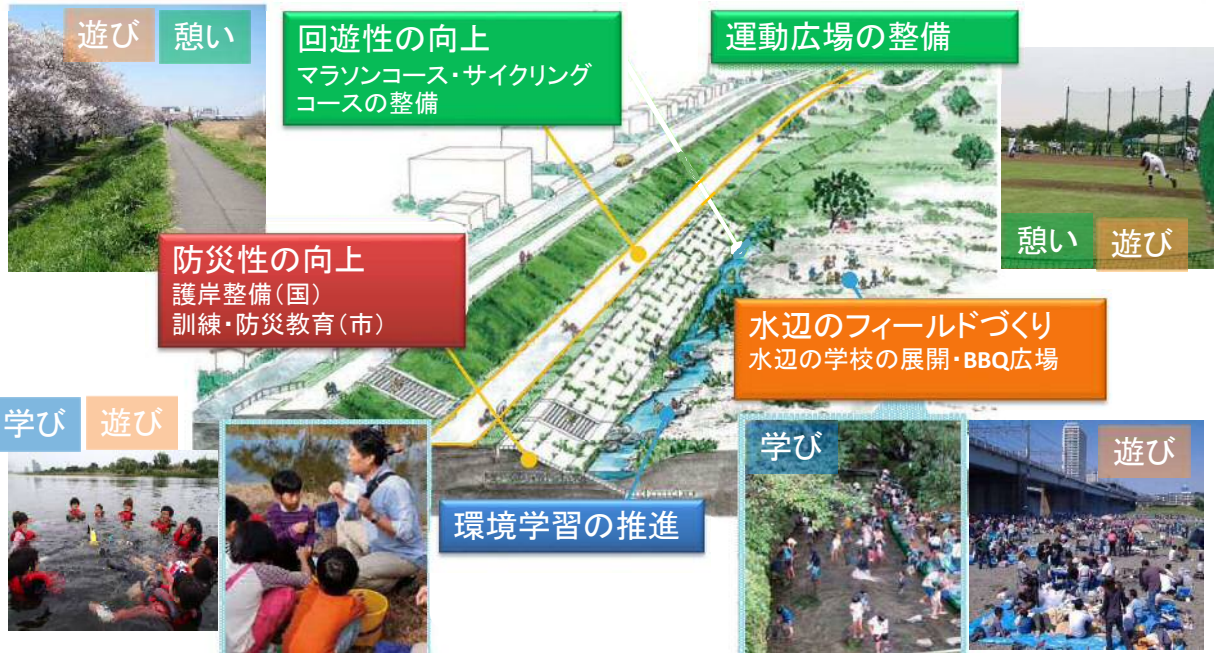 遊び
憩い
回遊性の向上
マラソンコース・サイクリング
コースの整備
運動広場の整備
憩い
遊び
防災性の向上
護岸整備(国)
訓練・防災教育(市)
水辺のフィールドづくり
水辺の学校の展開・BBQ広場
学び
遊び
環境学習の推進
学び
遊び